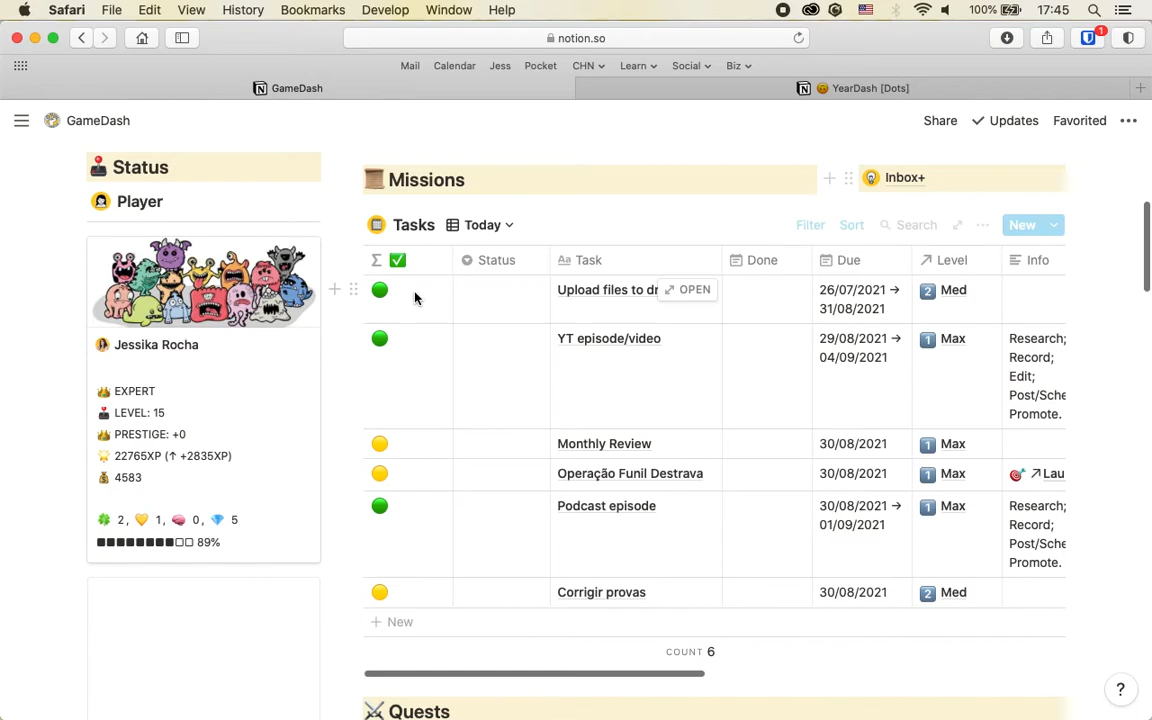 Safari File Edit View History Bookmarks Develop Window Help 100% 17:45
notion.so 1
Mail Calendar Jess Pocket CHN Learn Social Biz
GameDash YearDash [Dots]
GameDash Share Updates Favorited
Status
Player
Jessika Rocha
EXPERT
LEVEL: 15
PRESTIGE: +0
22765XP (↑ +2835XP)
4583
2, 1, 0, 5
89%
Missions Inbox+
Tasks Today Filter Sort Search New
Σ Status Aa Task Done Due Level Info
Upload files to dr OPEN 26/07/2021 → 2 Med
31/08/2021
YT episode/video 29/08/2021 → 1 Max Research;
04/09/2021 Record;
Edit;
Post/Sche
Promote.
Monthly Review 30/08/2021 1 Max
Operação Funil Destrava 30/08/2021 1 Max Lau
Podcast episode 30/08/2021 → 1 Max Research;
01/09/2021 Record;
Post/Sche
Promote.
Corrigir provas 30/08/2021 2 Med
+ New
COUNT 6
Quests
?